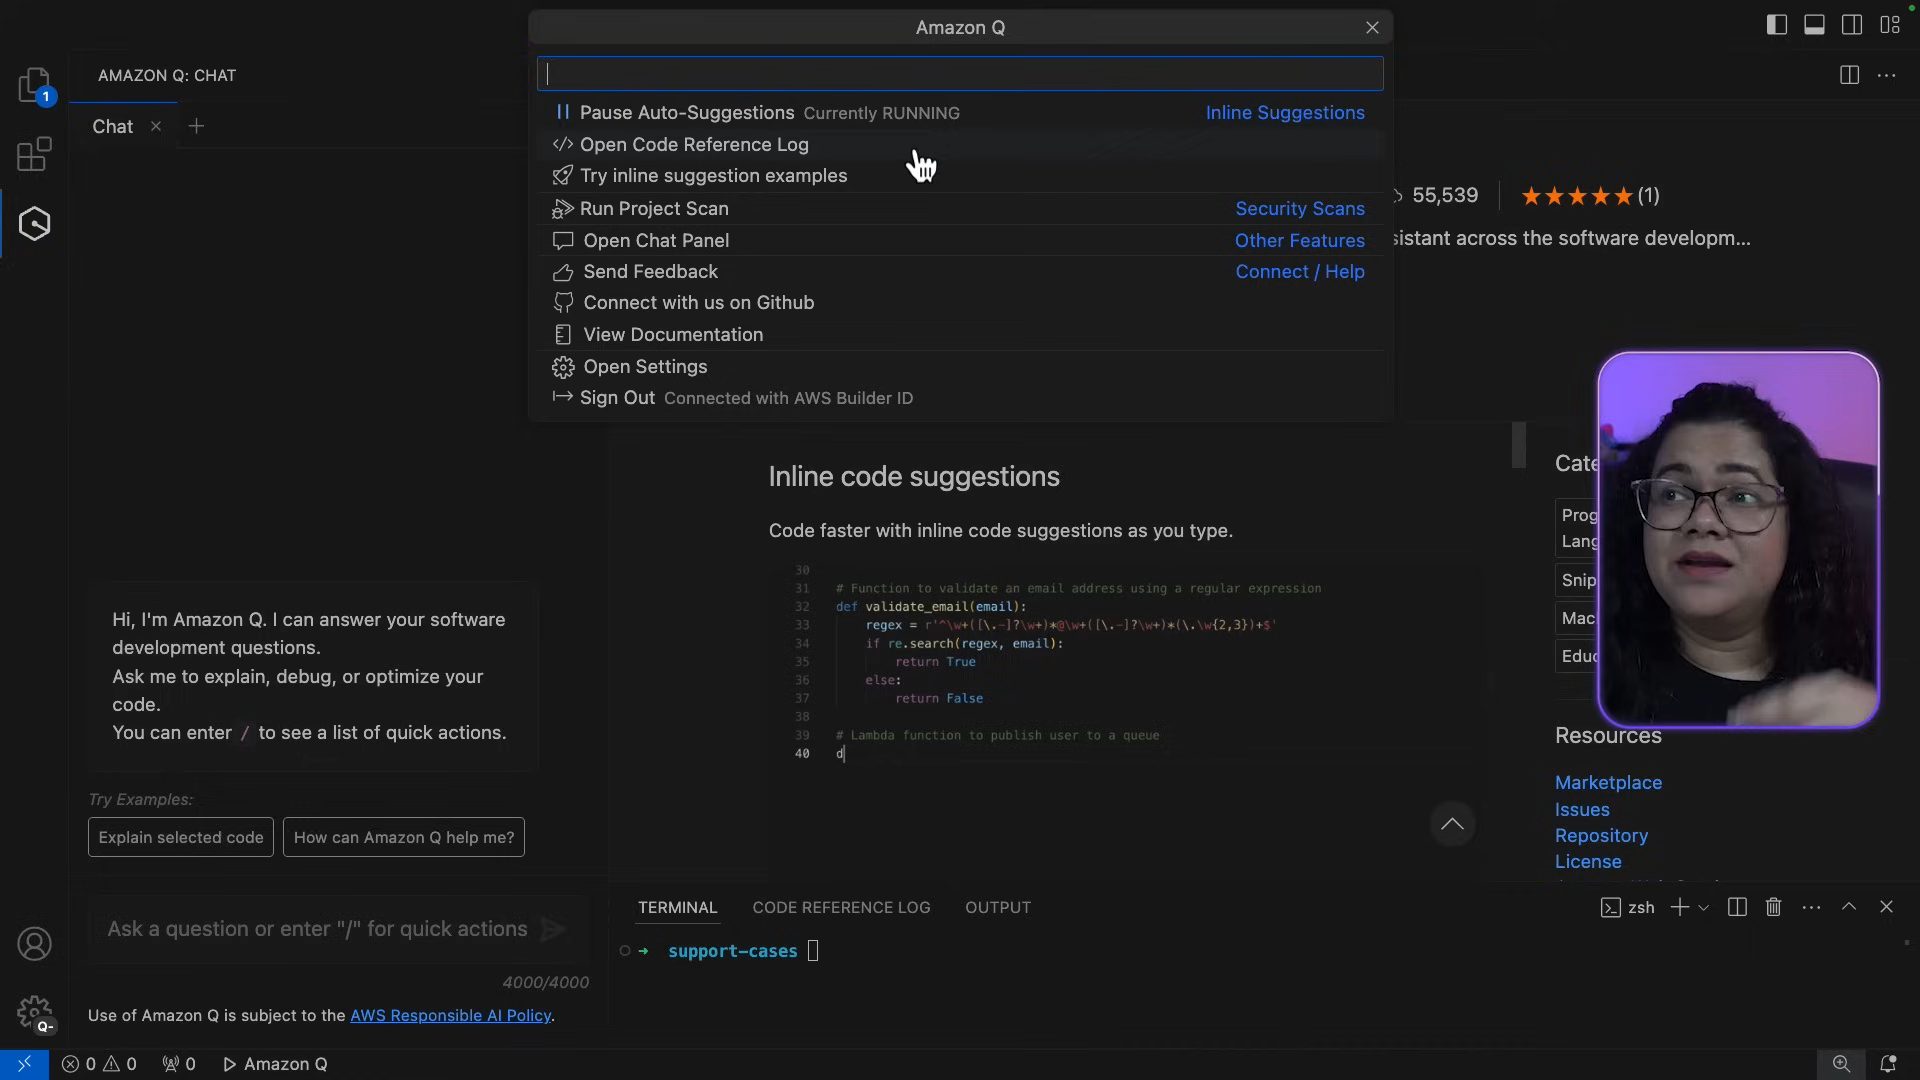 Amazon Q
Pause Auto-Suggestions Currently RUNNING Inline Suggestions
Open Code Reference Log
Try inline suggestion examples
Run Project Scan Security Scans
Open Chat Panel Other Features
Send Feedback Connect / Help
Connect with us on Github
View Documentation
Open Settings
Sign Out Connected with AWS Builder ID
AMAZON Q: CHAT
1
Chat
55,539 (1)
across the software developm...
Inline code suggestions
Code faster with inline code suggestions as you type.
30
31 # Function to validate an email address using a regular expression
32 def validate_email(email):
33 regex = r'^\w+([\.-]?\w+)*@\w+([\.-]?\w+)*(\.\w{2,3})+$'
34 if re.search(regex, email):
35 return True
36 else:
37 return False
38
39 # Lambda function to publish user to a queue
40 d
Hi, I'm Amazon Q. I can answer your software
development questions.
Ask me to explain, debug, or optimize your
code.
You can enter / to see a list of quick actions.
Try Examples:
Explain selected code How can Amazon Q help me?
Ask a question or enter "/" for quick actions
4000/4000
Use of Amazon Q is subject to the AWS Responsible AI Policy.
Resources
Marketplace
Issues
Repository
License
TERMINAL CODE REFERENCE LOG OUTPUT
zsh
support-cases
Q-
0 0 0 Amazon Q